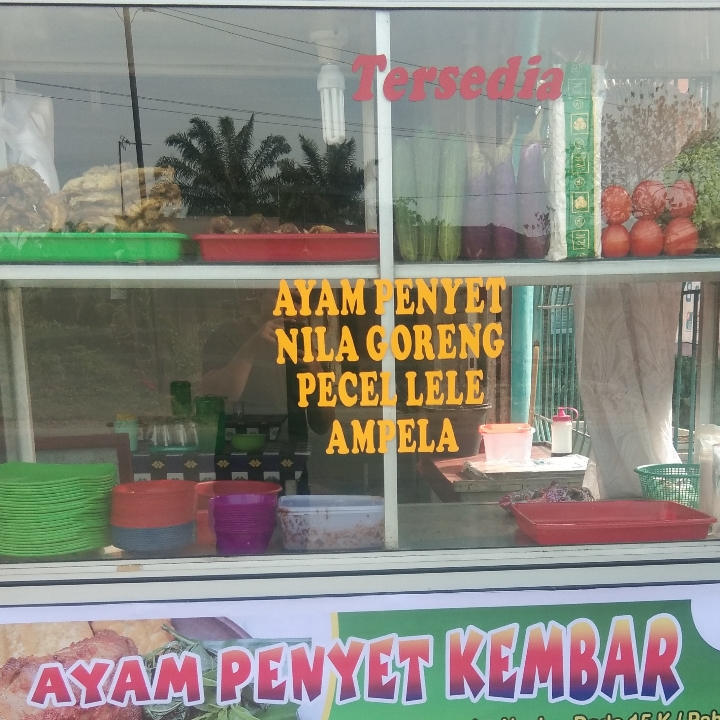 Tersedia
AYAM PENYET
NILA GORENG
PECEL LELE
AMPELA
AYAM PENYET KEMBAR